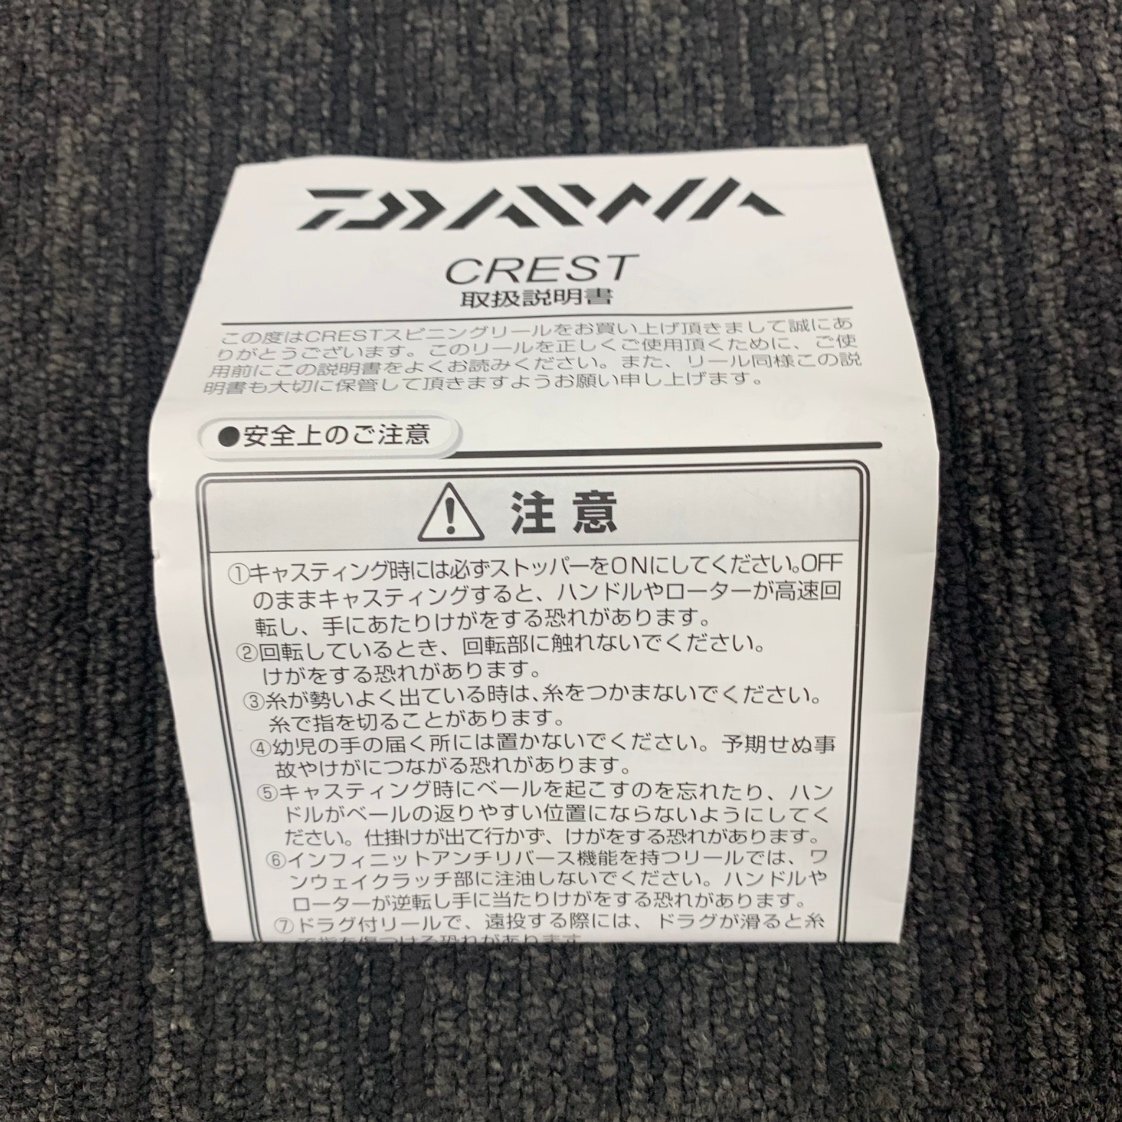 DAIWA
CREST
取扱説明書
この度はCRESTスピニングリールをお買い上げ頂きまして誠にあ
りがとうございます。このリールを正しくご使用頂くために、ご使
用前にこの説明書をよくお読みください。また、リール同様この説
明書も大切に保管して頂きますようお願い申し上げます。
●安全上のご注意
注意
①キャスティング時には必ずストッパーをONにしてください。OFF
のままキャスティングすると、ハンドルやローターが高速回
転し、手にあたりけがをする恐れがあります。
②回転しているとき、回転部に触れないでください。
けがをする恐れがあります。
③糸が勢いよく出ている時は、糸をつかまないでください。
糸で指を切ることがあります。
④幼児の手の届く所には置かないでください。予期せぬ事
故やけがにつながる恐れがあります。
⑤キャスティング時にベールを起こすのを忘れたり、ハン
ドルがベールの返りやすい位置にならないようにしてく
ださい。仕掛けが出て行かず、けがをする恐れがあります。
⑥インフィニットアンチリバース機能を持つリールでは、ワ
ンウェイクラッチ部に注油しないでください。ハンドルや
ローターが逆転し手に当たりけがをする恐れがあります。
⑦ドラグ付リールで、遠投する際には、ドラグが滑ると糸
で指を傷つける恐れがあります